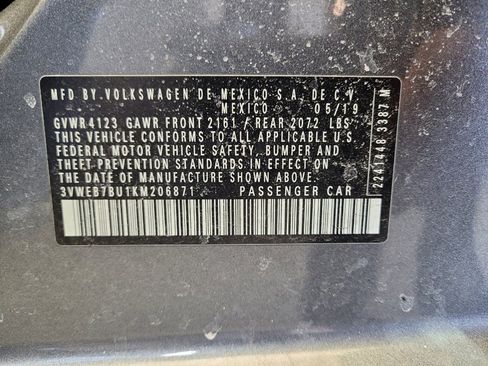 MFD.BY.VOLKSWAGEN DE MEXICO S.A. DE C.V.
MEXICO 05/19
GVWR4123 GAWR FRONT 2161/ REAR 2072 LBS
THIS VEHICLE CONFORMS TO ALL APPLICABLE U.S.
FEDERAL MOTOR VEHICLE SAFETY, BUMPER AND
THEFT PREVENTION STANDARDS IN EFFECT ON
THE DATE OF MANUFACTURE SHOWN ABOVE.
3VWEB7BU1KM206871 PASSENGER CAR
2241448 3387 M